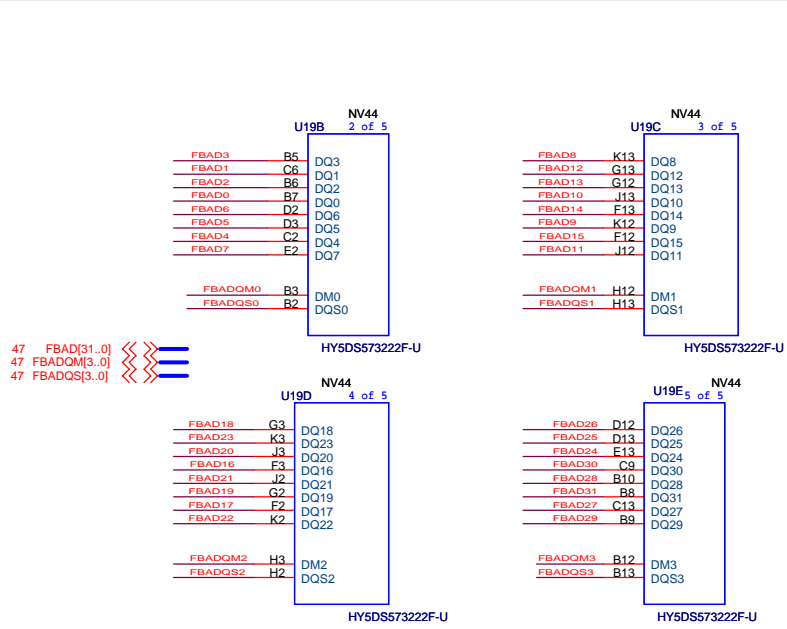 NV44
U19B 2 of 5
FBAD3 B5 DQ3
FBAD1 C6 DQ1
FBAD2 B6 DQ2
FBAD0 B7 DQ0
FBAD6 D2 DQ6
FBAD5 D3 DQ5
FBAD4 C2 DQ4
FBAD7 E2 DQ7
FBADQM0 B3 DM0
FBADQS0 B2 DQS0
HY5DS573222F-U
NV44
U19C 3 of 5
FBAD8 K13 DQ8
FBAD12 G13 DQ12
FBAD13 G12 DQ13
FBAD10 J13 DQ10
FBAD14 F13 DQ14
FBAD9 K12 DQ9
FBAD15 F12 DQ15
FBAD11 J12 DQ11
FBADQM1 H12 DM1
FBADQS1 H13 DQS1
HY5DS573222F-U
47 FBAD[31..0]
47 FBADQM[3..0]
47 FBADQS[3..0]
NV44
U19D 4 of 5
FBAD18 G3 DQ18
FBAD23 K3 DQ23
FBAD20 J3 DQ20
FBAD16 F3 DQ16
FBAD21 J2 DQ21
FBAD19 G2 DQ19
FBAD17 F2 DQ17
FBAD22 K2 DQ22
FBADQM2 H3 DM2
FBADQS2 H2 DQS2
HY5DS573222F-U
NV44
U19E 5 of 5
FBAD26 D12 DQ26
FBAD25 D13 DQ25
FBAD24 E13 DQ24
FBAD30 C9 DQ30
FBAD28 B10 DQ28
FBAD31 B8 DQ31
FBAD27 C13 DQ27
FBAD29 B9 DQ29
FBADQM3 B12 DM3
FBADQS3 B13 DQS3
HY5DS573222F-U